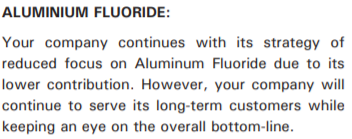 ALUMINIUM FLUORIDE:
Your company continues with its strategy of
reduced focus on Aluminum Fluoride due to its
lower contribution. However, your company will
continue to serve its long-term customers while
keeping an eye on the overall bottom-line.